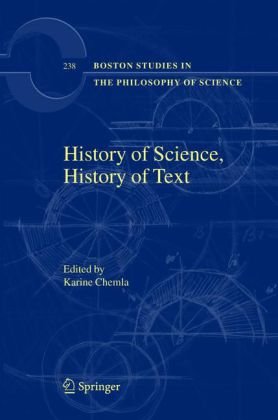 238 BOSTON STUDIES IN
THE PHILOSOPHY OF SCIENCE
History of Science,
History of Text
Edited by
Karine Chemla
Springer